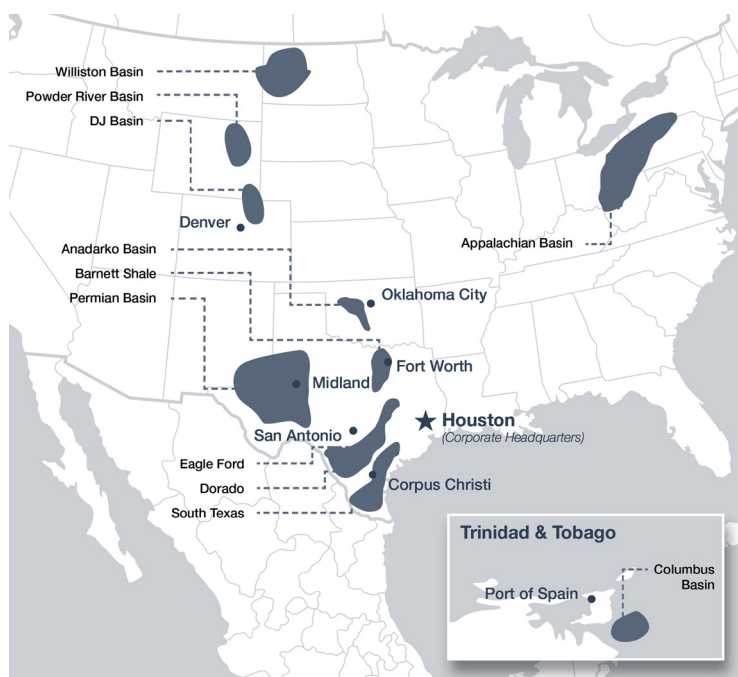 Williston Basin
Powder River Basin
DJ Basin
Denver
Appalachian Basin
Anadarko Basin
Barnett Shale
Permian Basin
Oklahoma City
Fort Worth
Midland
Houston
(Corporate Headquarters)
San Antonio
Eagle Ford
Dorado
South Texas
Corpus Christi
Trinidad & Tobago
Columbus
Basin
Port of Spain